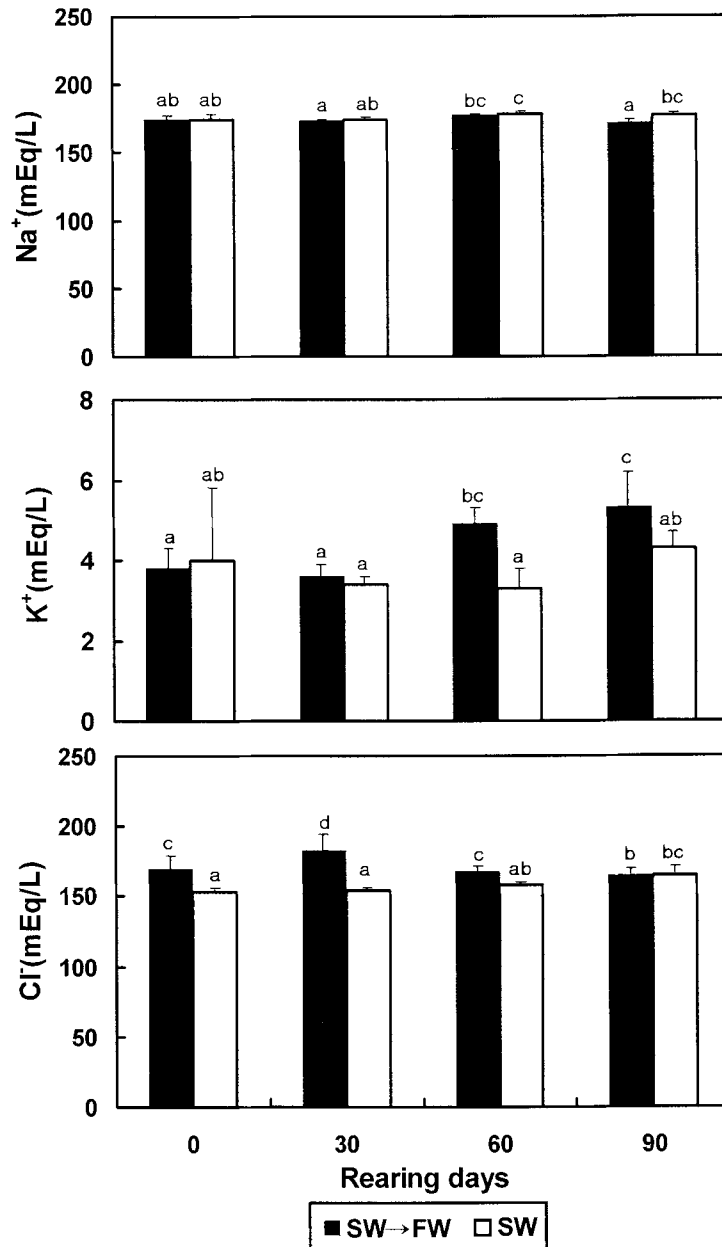 250
200
150
100
50
0
Na⁺(mEq/L)
ab ab a ab bc c a bc
8
6
4
2
0
K⁺(mEq/L)
a ab a a bc a c ab
250
200
150
100
50
0
Cl⁻(mEq/L)
c a d a c ab b bc
0 30 60 90
Rearing days
SW→FW SW